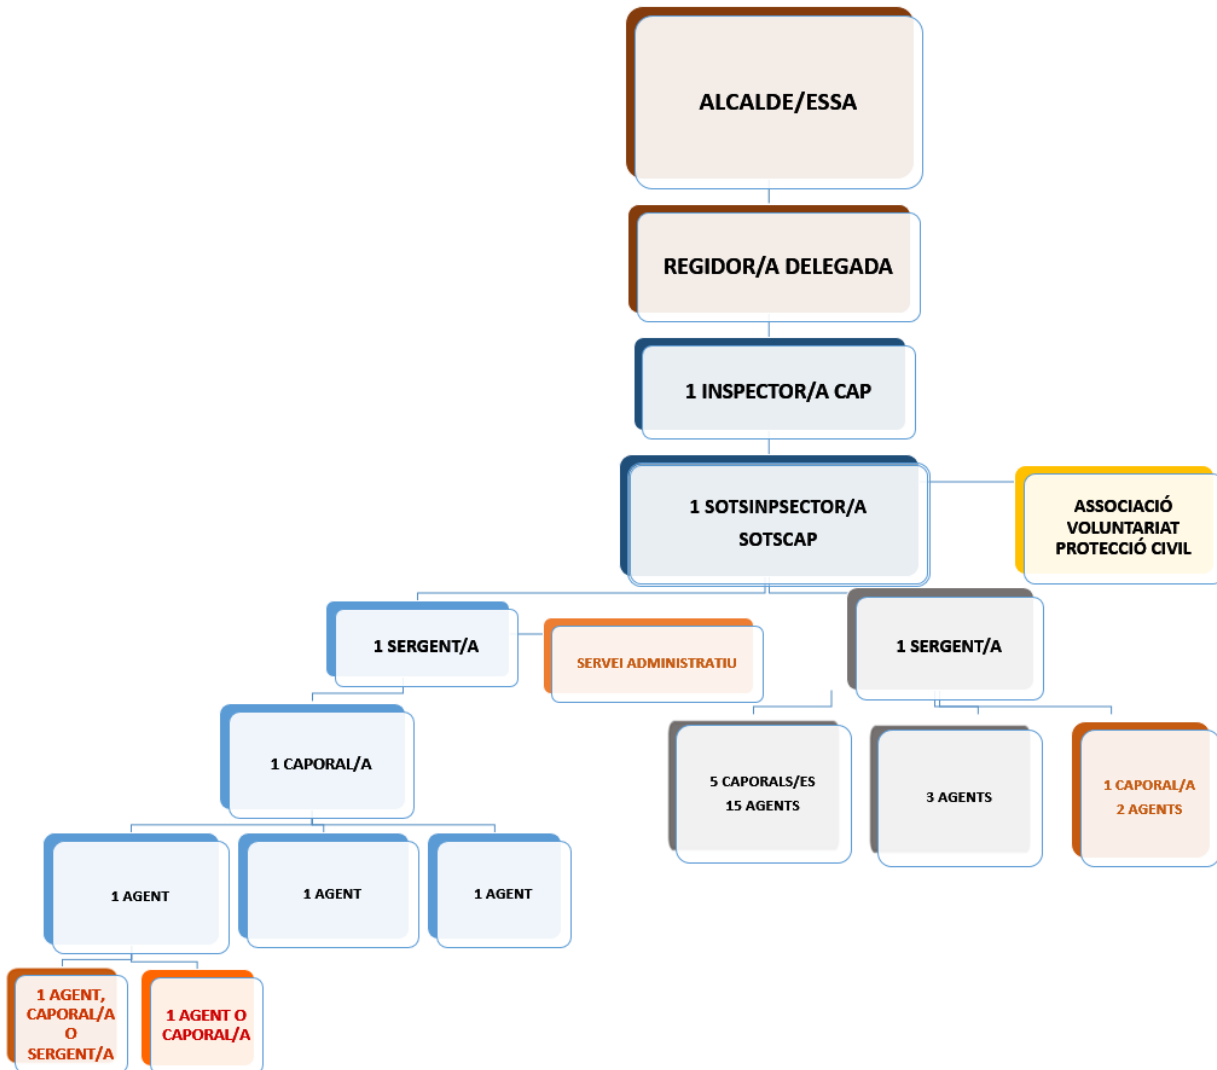 ALCALDE/ESSA
REGIDOR/A DELEGADA
1 INSPECTOR/A CAP
1 SOTSINPSECTOR/A
SOTSCAP
ASSOCIACIÓ
VOLUNTARIAT
PROTECCIÓ CIVIL
1 SERGENT/A
SERVEI ADMINISTRATIU
1 SERGENT/A
1 CAPORAL/A
5 CAPORALS/ES
15 AGENTS
3 AGENTS
1 CAPORAL/A
2 AGENTS
1 AGENT
1 AGENT
1 AGENT
1 AGENT,
CAPORAL/A
O
SERGENT/A
1 AGENT O
CAPORAL/A